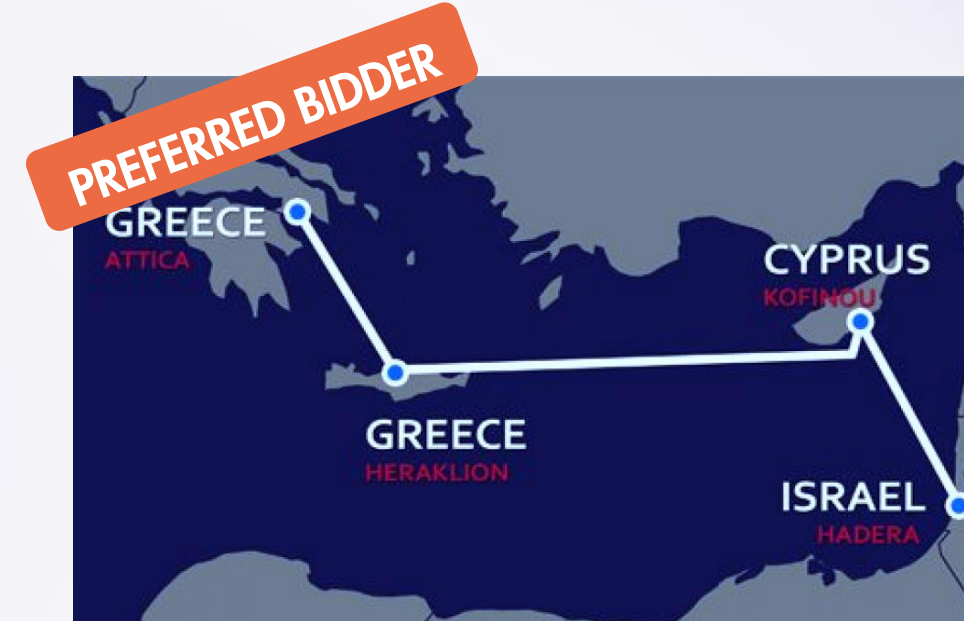 PREFERRED BIDDER
GREECE
ATTICA
CYPRUS
KOFINOU
GREECE
HERAKLION
ISRAEL
HADERA